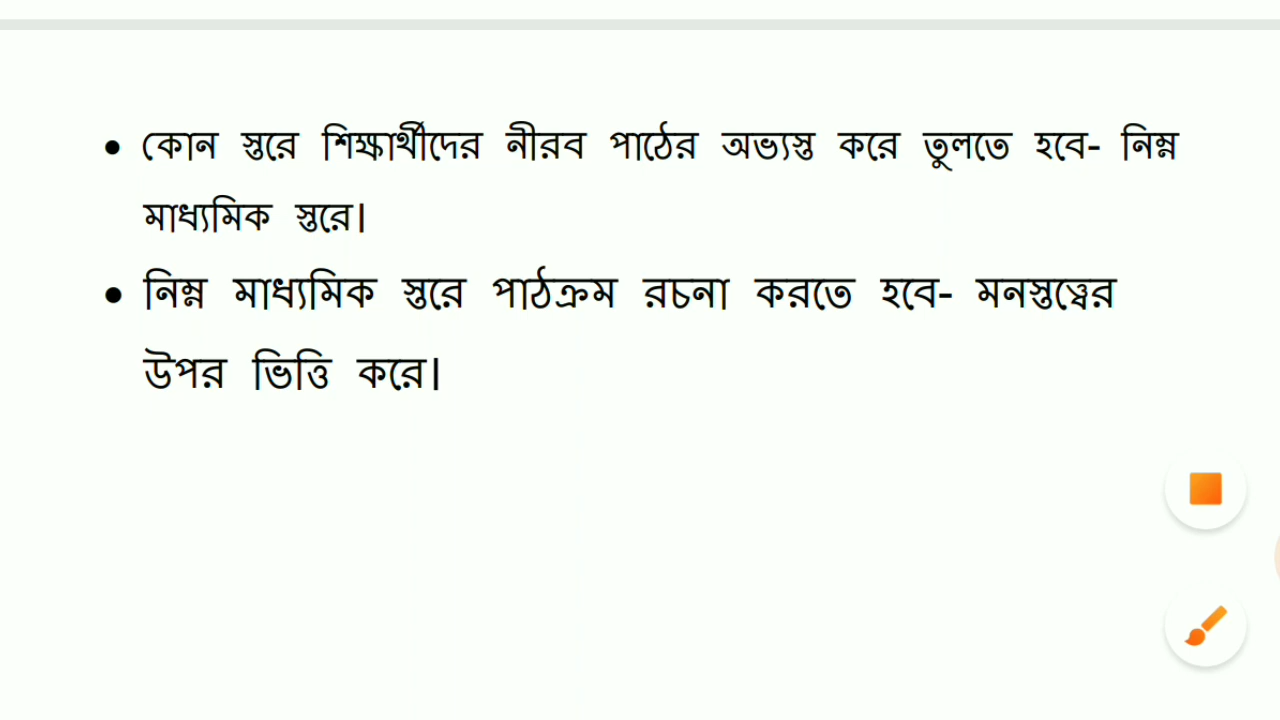 • কোন স্তরে শিক্ষার্থীদের নীরব পাঠের অভ্যস্ত করে তুলতে হবে- নিম্ন
মাধ্যমিক স্তরে।
• নিম্ন মাধ্যমিক স্তরে পাঠক্রম রচনা করতে হবে- মনস্তত্ত্বের
উপর ভিত্তি করে।